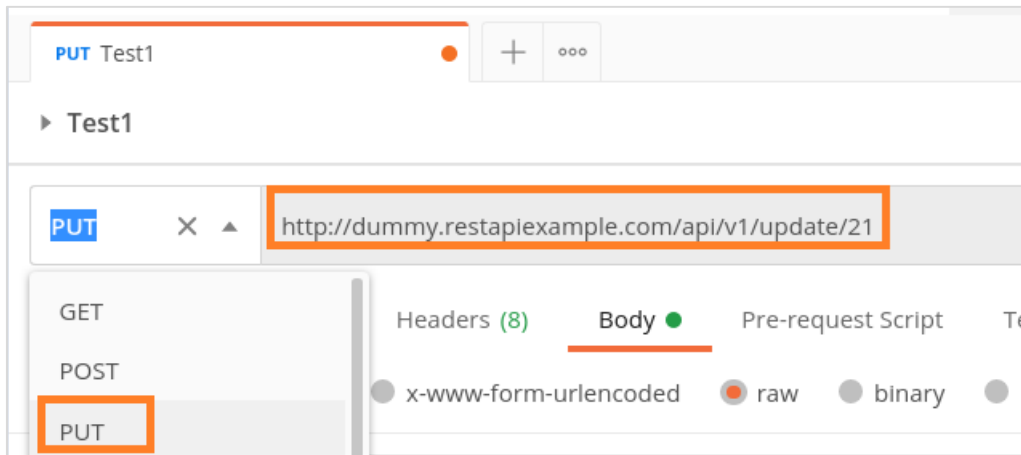 PUT Test1
Test1
PUT http://dummy.restapiexample.com/api/v1/update/21
GET
Headers (8) Body Pre-request Script
POST
x-www-form-urlencoded raw binary
PUT